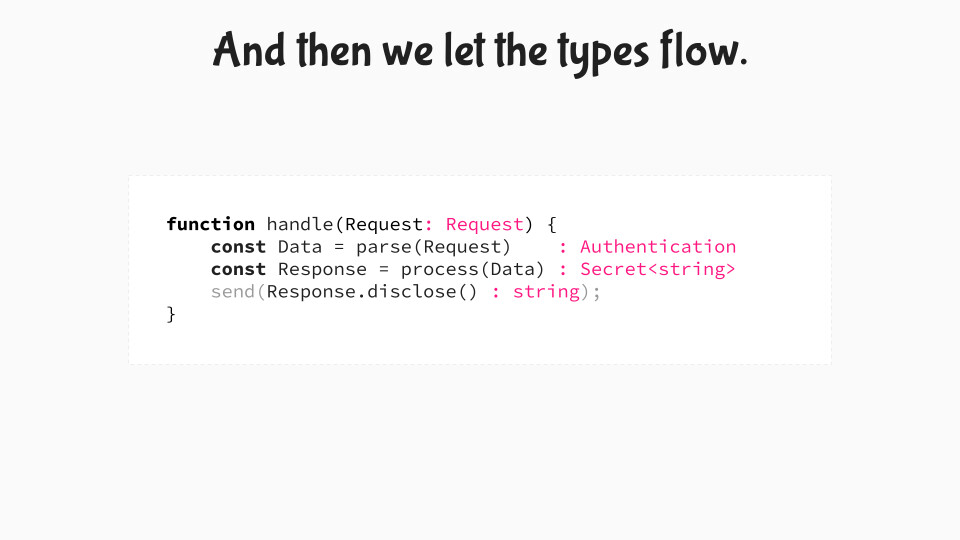 And then we let the types flow.
function handle(Request: Request) {
    const Data = parse(Request)    : Authentication
    const Response = process(Data) : Secret<string>
    send(Response.disclose() : string);
}